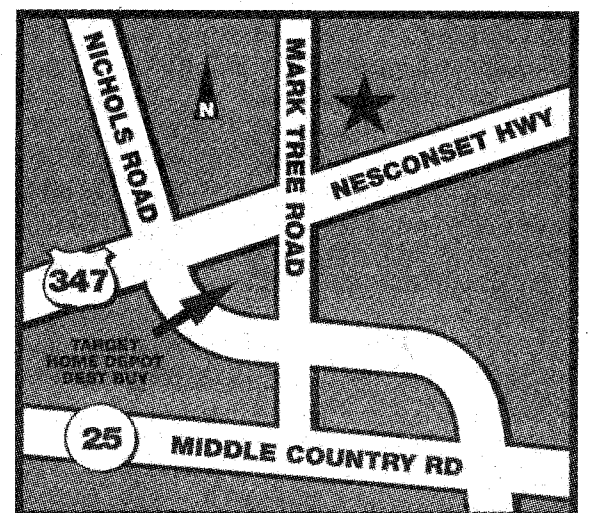 NICHOLS ROAD
N
MARK TREE ROAD
NESCONSET HWY
347
TARGET
HOME DEPOT
BEST BUY
25
MIDDLE COUNTRY RD